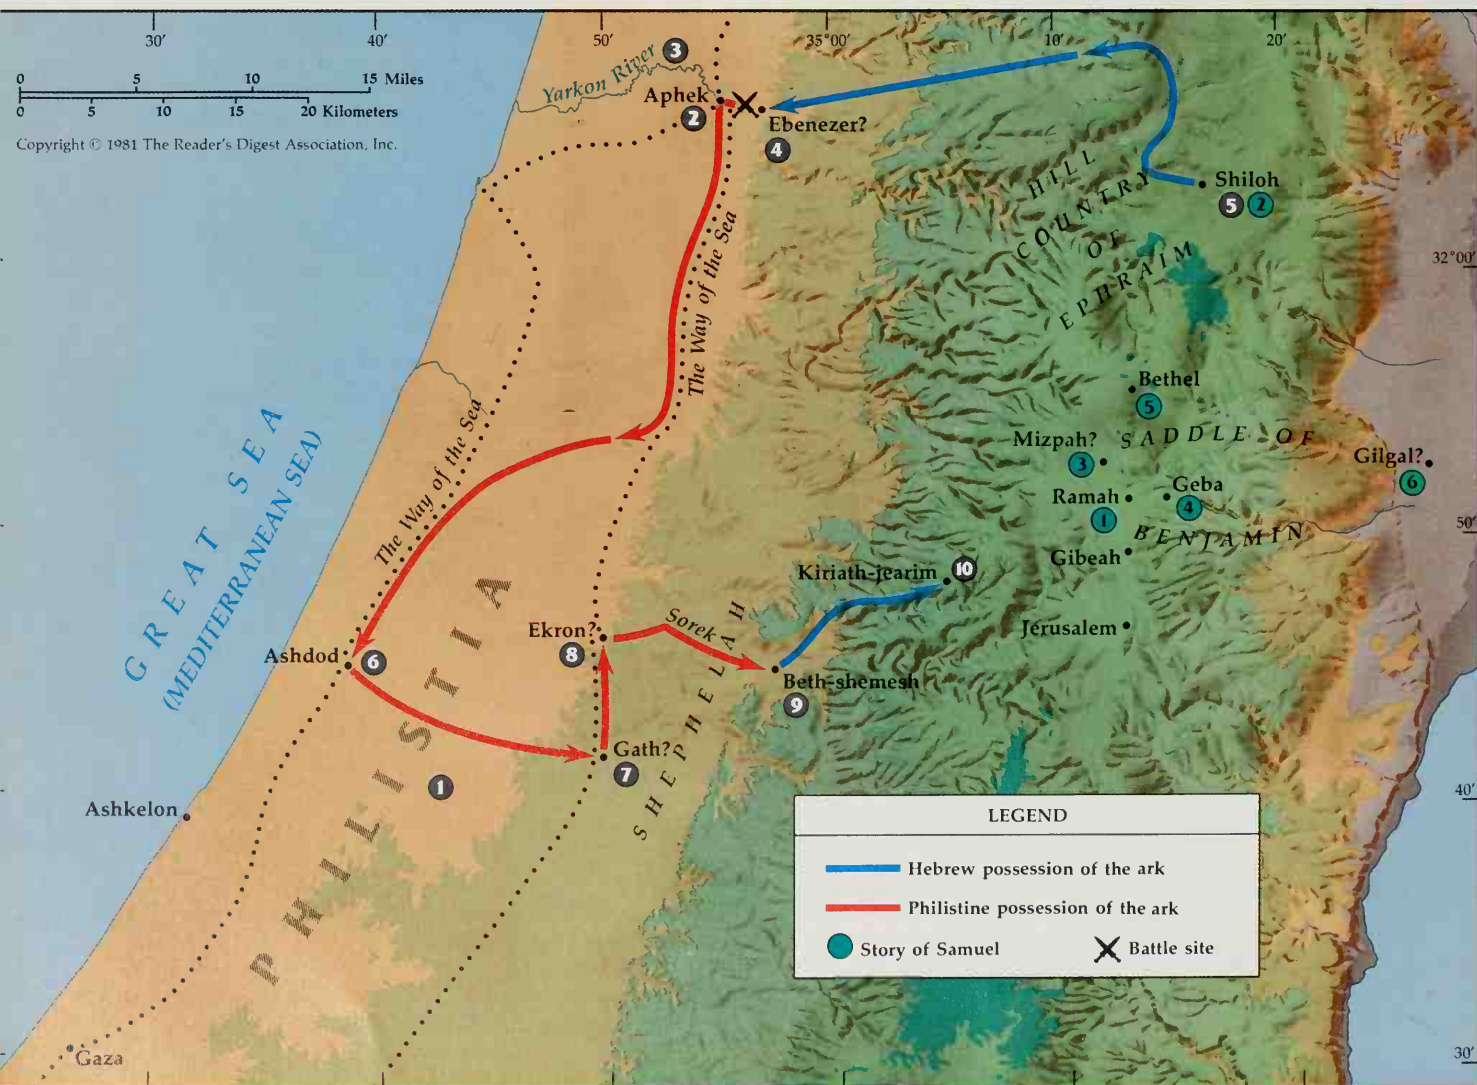 30' 50' 35°00' 10' 20'
0 5 10 15 Miles
0 5 10 15 20 Kilometers
Copyright © 1981 The Reader's Digest Association, Inc.
3
Yarkon River
Aphek
2
Ebenezer?
4
HILL
COUNTRY
OF
EPHRAIM
Shiloh
5 2
32°00'
The Way of the Sea
The Way of the Sea
GREAT SEA
(MEDITERRANEAN SEA)
Bethel
5
Mizpah?
3
SADDLE OF
BENJAMIN
Gilgal?
6
Ramah
1
Geba
4
50'
Gibeah
Kiriath-jearim
10
Jerusalem
Ekron?
8
Sorek
Ashdod
6
Beth-shemesh
9
Gath?
7
SHEPHELAH
PHILISTIA
1
Ashkelon
40'
Gaza
30'
LEGEND
Hebrew possession of the ark
Philistine possession of the ark
Story of Samuel
Battle site